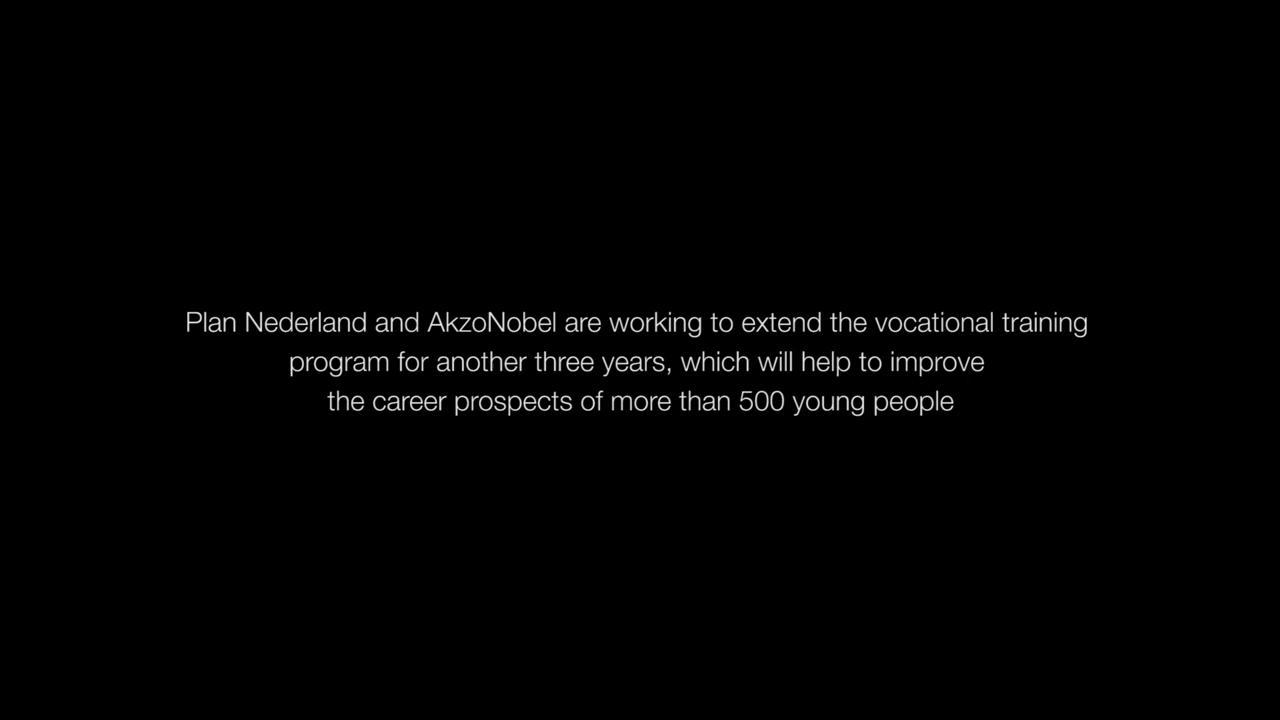 Plan Nederland and AkzoNobel are working to extend the vocational training
program for another three years, which will help to improve
the career prospects of more than 500 young people